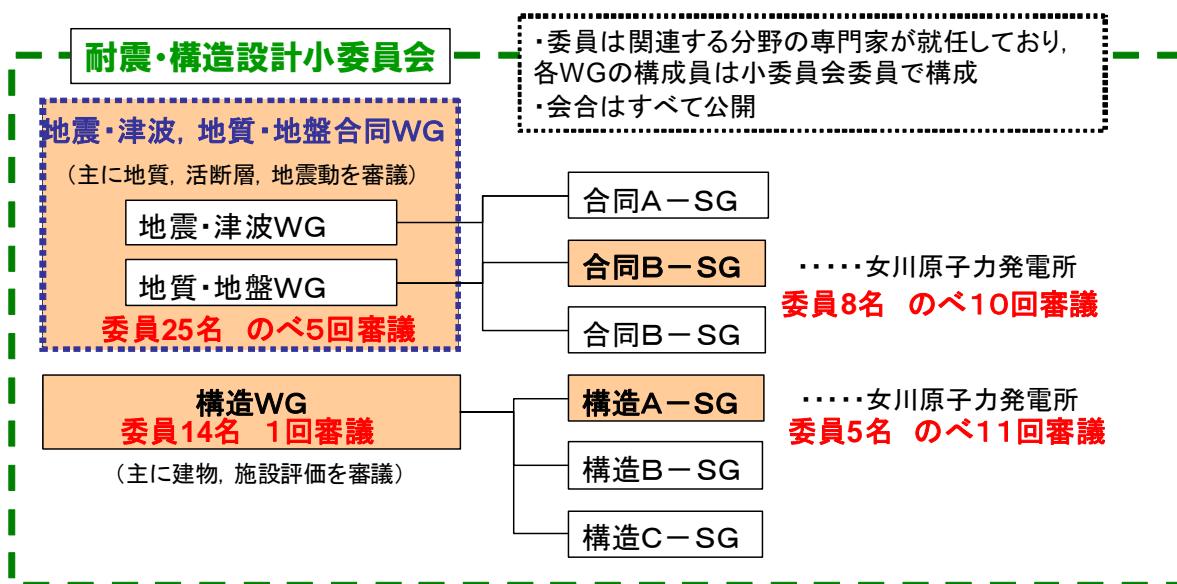 耐震・構造設計小委員会
・委員は関連する分野の専門家が就任しており，
各WGの構成員は小委員会委員で構成
・会合はすべて公開
地震・津波，地質・地盤合同WG
（主に地質，活断層，地震動を審議）
地震・津波WG
地質・地盤WG
委員25名　のべ5回審議
合同A－SG
合同B－SG
・・・・・女川原子力発電所
委員8名　のべ10回審議
合同B－SG
構造WG
委員14名　1回審議
（主に建物，施設評価を審議）
構造A－SG
・・・・・女川原子力発電所
委員5名　のべ11回審議
構造B－SG
構造C－SG